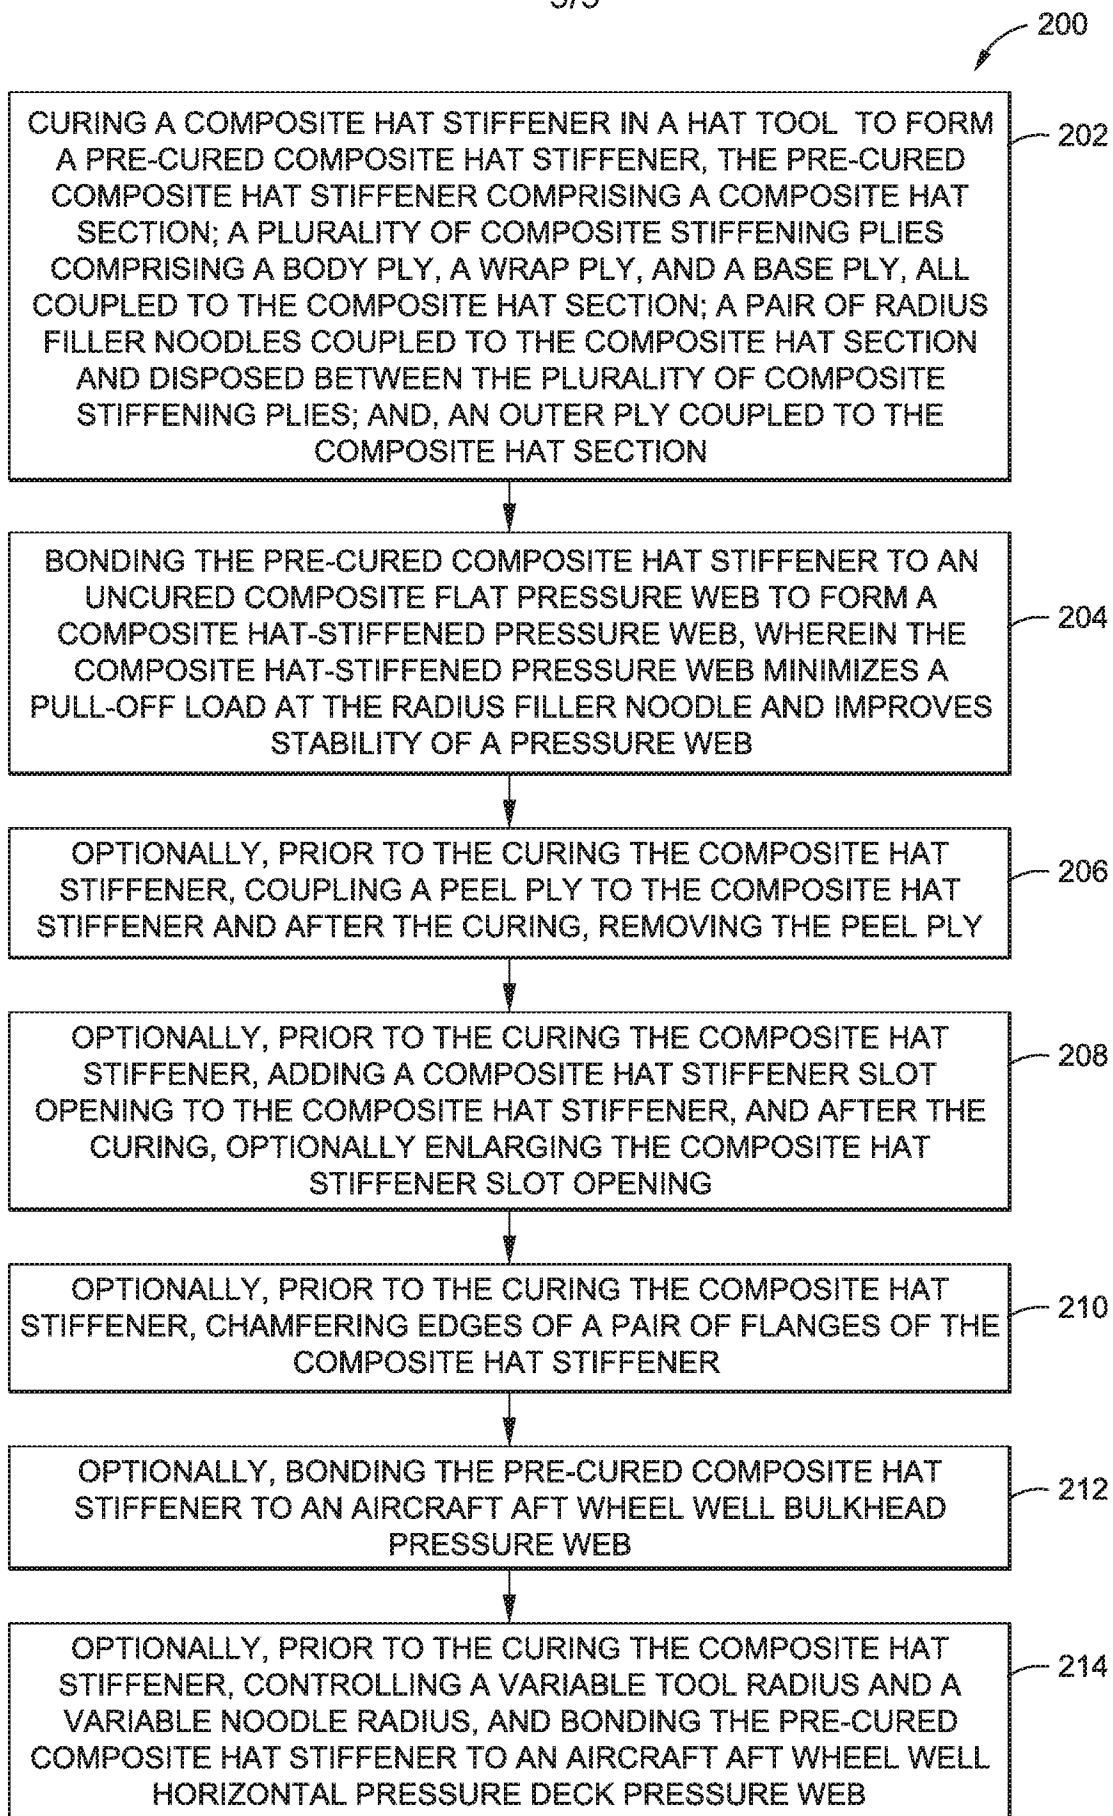 200
CURING A COMPOSITE HAT STIFFENER IN A HAT TOOL TO FORM
A PRE-CURED COMPOSITE HAT STIFFENER, THE PRE-CURED
COMPOSITE HAT STIFFENER COMPRISING A COMPOSITE HAT
SECTION; A PLURALITY OF COMPOSITE STIFFENING PLIES
COMPRISING A BODY PLY, A WRAP PLY, AND A BASE PLY, ALL
COUPLED TO THE COMPOSITE HAT SECTION; A PAIR OF RADIUS
FILLER NOODLES COUPLED TO THE COMPOSITE HAT SECTION
AND DISPOSED BETWEEN THE PLURALITY OF COMPOSITE
STIFFENING PLIES; AND, AN OUTER PLY COUPLED TO THE
COMPOSITE HAT SECTION
202
BONDING THE PRE-CURED COMPOSITE HAT STIFFENER TO AN
UNCURED COMPOSITE FLAT PRESSURE WEB TO FORM A
COMPOSITE HAT-STIFFENED PRESSURE WEB, WHEREIN THE
COMPOSITE HAT-STIFFENED PRESSURE WEB MINIMIZES A
PULL-OFF LOAD AT THE RADIUS FILLER NOODLE AND IMPROVES
STABILITY OF A PRESSURE WEB
204
OPTIONALLY, PRIOR TO THE CURING THE COMPOSITE HAT
STIFFENER, COUPLING A PEEL PLY TO THE COMPOSITE HAT
STIFFENER AND AFTER THE CURING, REMOVING THE PEEL PLY
206
OPTIONALLY, PRIOR TO THE CURING THE COMPOSITE HAT
STIFFENER, ADDING A COMPOSITE HAT STIFFENER SLOT
OPENING TO THE COMPOSITE HAT STIFFENER, AND AFTER THE
CURING, OPTIONALLY ENLARGING THE COMPOSITE HAT
STIFFENER SLOT OPENING
208
OPTIONALLY, PRIOR TO THE CURING THE COMPOSITE HAT
STIFFENER, CHAMFERING EDGES OF A PAIR OF FLANGES OF THE
COMPOSITE HAT STIFFENER
210
OPTIONALLY, BONDING THE PRE-CURED COMPOSITE HAT
STIFFENER TO AN AIRCRAFT AFT WHEEL WELL BULKHEAD
PRESSURE WEB
212
OPTIONALLY, PRIOR TO THE CURING THE COMPOSITE HAT
STIFFENER, CONTROLLING A VARIABLE TOOL RADIUS AND A
VARIABLE NOODLE RADIUS, AND BONDING THE PRE-CURED
COMPOSITE HAT STIFFENER TO AN AIRCRAFT AFT WHEEL WELL
HORIZONTAL PRESSURE DECK PRESSURE WEB
214